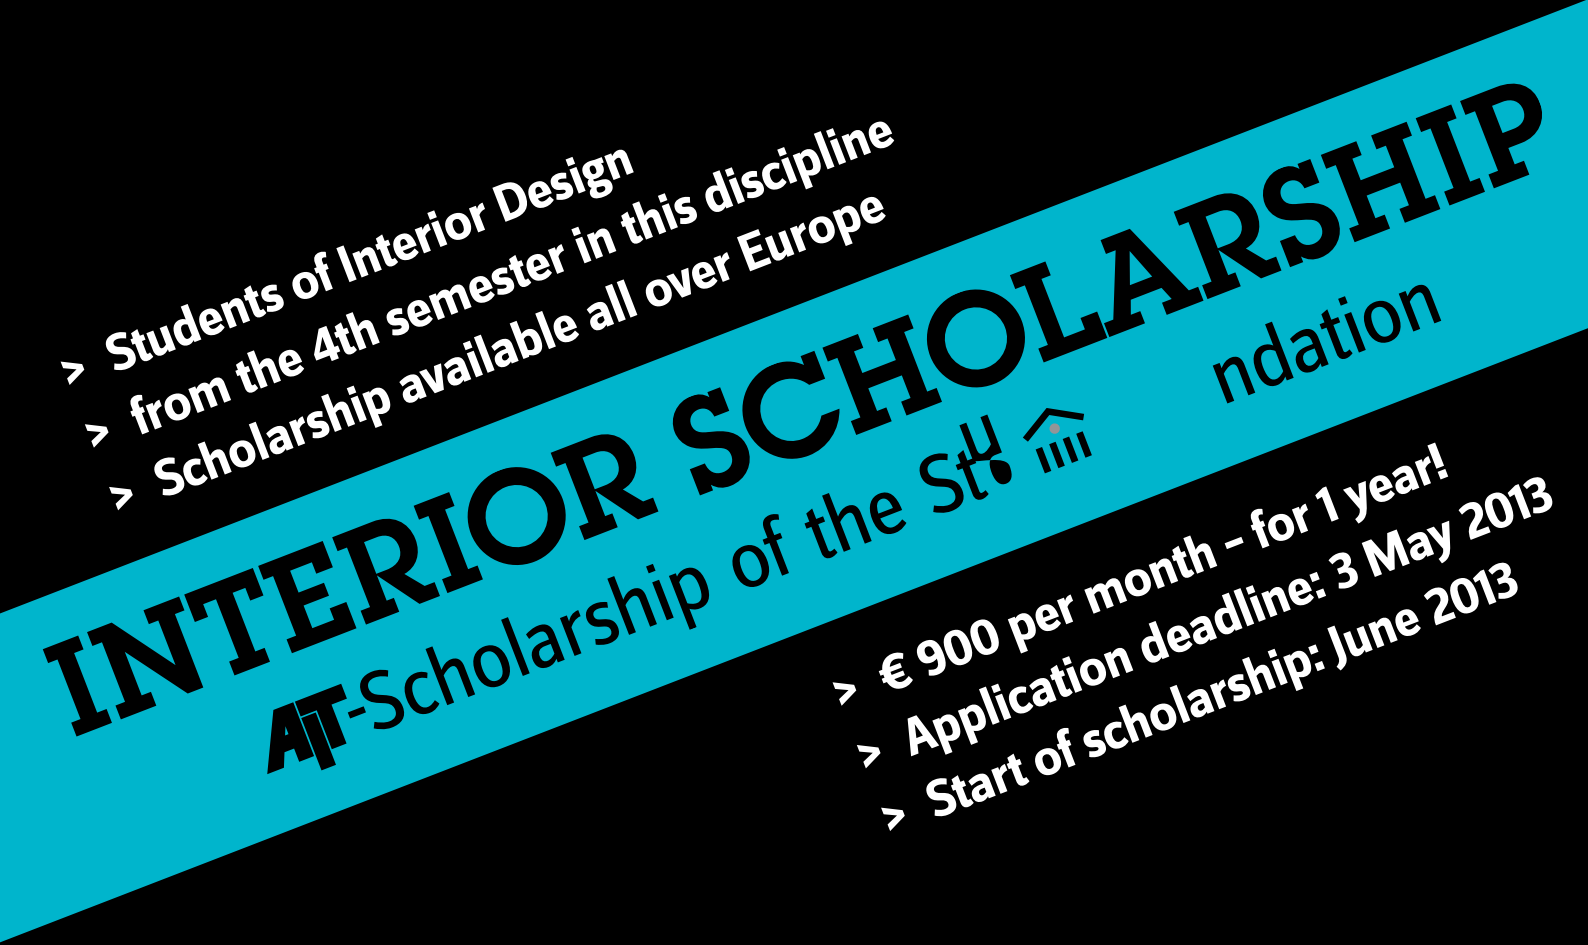 > Students of Interior Design
> from the 4th semester in this discipline
> Scholarship available all over Europe
INTERIOR SCHOLARSHIP
AIT-Scholarship of the ndation
> € 900 per month – for 1 year!
> Application deadline: 3 May 2013
> Start of scholarship: June 2013